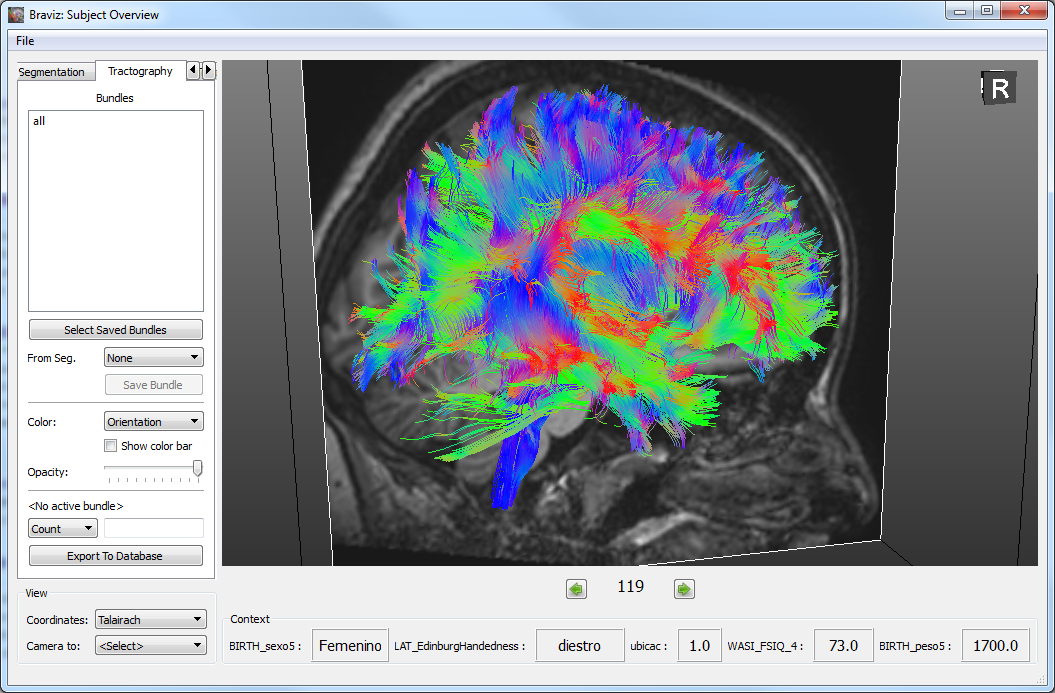 Braviz: Subject Overview
File
Segmentation
Tractography
Bundles
all
R
Select Saved Bundles
From Seg. None
Save Bundle
Color: Orientation
Show color bar
Opacity:
<No active bundle>
Count
Export To Database
119
View
Coordinates: Talairach
Camera to: <Select>
Context
BIRTH_sexo5 : Femenino LAT_EdinburgHandedness : diestro ubicac : 1.0 WASI_FSIQ_4 : 73.0 BIRTH_peso5 : 1700.0